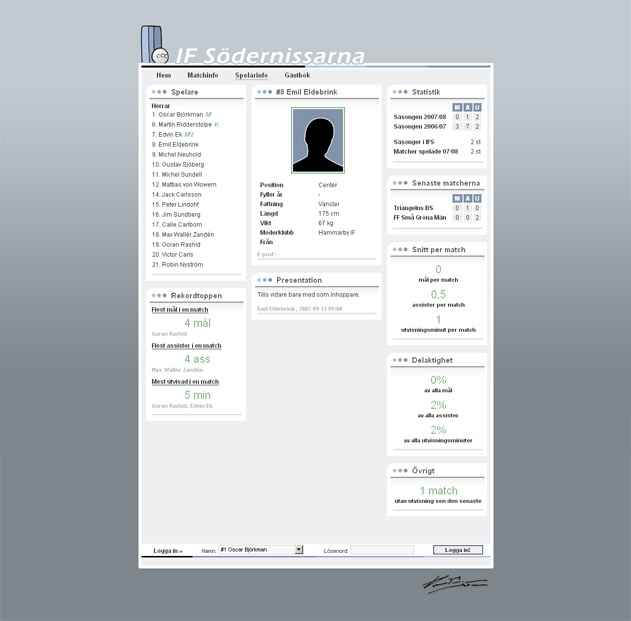 IF Södernissarna
Hem Matchinfo Spelarinfo Gästbok
Spelare
Herrar
1. Oscar Björkman M
6. Martin Ridderstolpe K
7. Edvin Ek M2
8. Emil Eldebrink
9. Michel Neuhold
10. Gustav Sjöberg
11. Michel Sundell
12. Mattias von Wowern
14. Jack Carlsson
15. Peter Lindohf
16. Jim Sundberg
17. Calle Carlbom
18. Max Wallér Zandén
19. Goran Rashid
20. Victor Carls
21. Robin Nyström
Rekordtoppen
Flest mål i en match
4 mål
Goran Rashid
Flest assister i en match
4 ass
Max Wallér Zandén
Mest utvisad i en match
5 min
Goran Rashid, Edvin Ek
#8 Emil Eldebrink
Position Center
Fyller år -
Fattning Vänster
Längd 175 cm
Vikt 67 kg
Moderklubb Hammarby IF
Från
E-post: -
Presentation
Tills vidare bara med som inhoppare.
Emil Eldebrink, 2007-09-13 09:08
Statistik
M A U
Säsongen 2007/08 0 1 2
Säsongen 2006/07 3 7 2
Säsonger i IFS 2 st
Matcher spelade 07/08 2 st
Senaste matcherna
M A U
Triangelns BS 0 1 0
FF Små Gröna Män 0 0 2
Snitt per match
0
mål per match
0,5
assister per match
1
utvisningsminut per match
Delaktighet
0%
av alla mål
2%
av alla assister
2%
av alla utvisningsminuter
Övrigt
1 match
utan utvisning sen den senaste
Logga in » Namn: #1 Oscar Björkman Lösenord: Logga in!